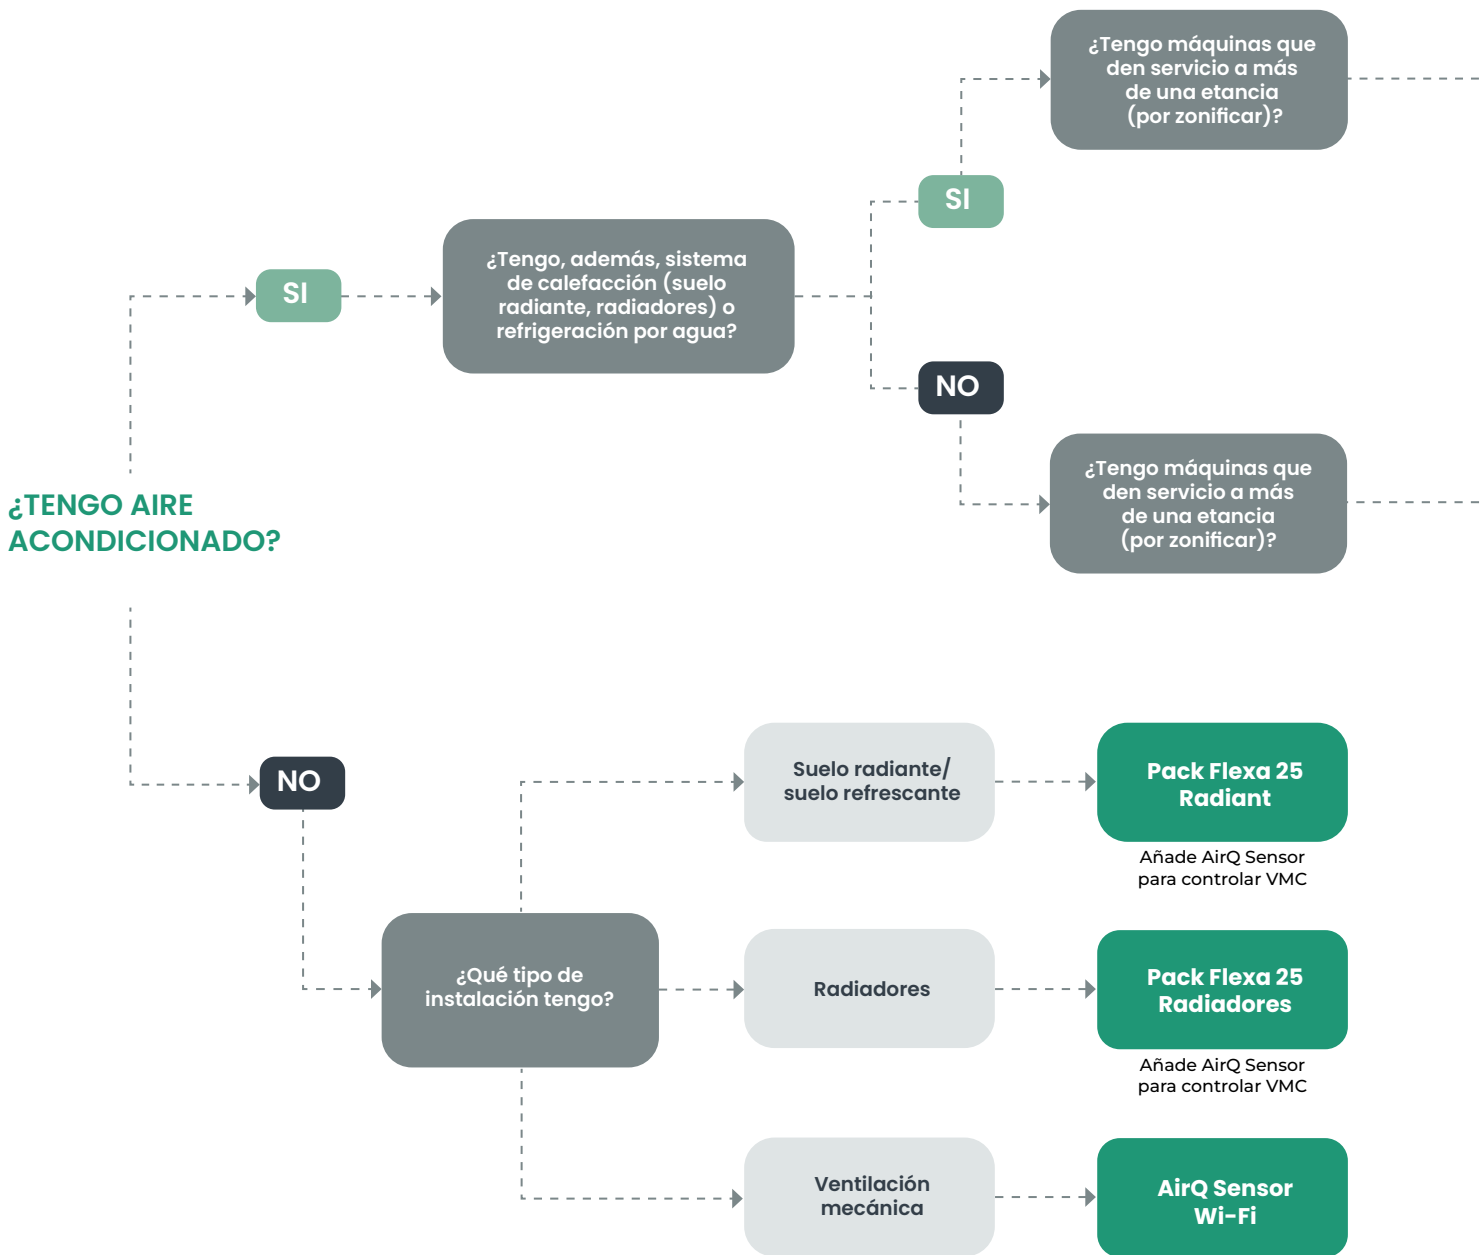 ¿Tengo máquinas que
den servicio a más
de una etancia
(por zonificar)?
SI
¿Tengo, además, sistema
de calefacción (suelo
radiante, radiadores) o
refrigeración por agua?
SI
NO
¿Tengo máquinas que
den servicio a más
de una etancia
(por zonificar)?
¿TENGO AIRE
ACONDICIONADO?
NO
Suelo radiante/
suelo refrescante
Pack Flexa 25
Radiant
Añade AirQ Sensor
para controlar VMC
¿Qué tipo de
instalación tengo?
Radiadores
Pack Flexa 25
Radiadores
Añade AirQ Sensor
para controlar VMC
Ventilación
mecánica
AirQ Sensor
Wi-Fi